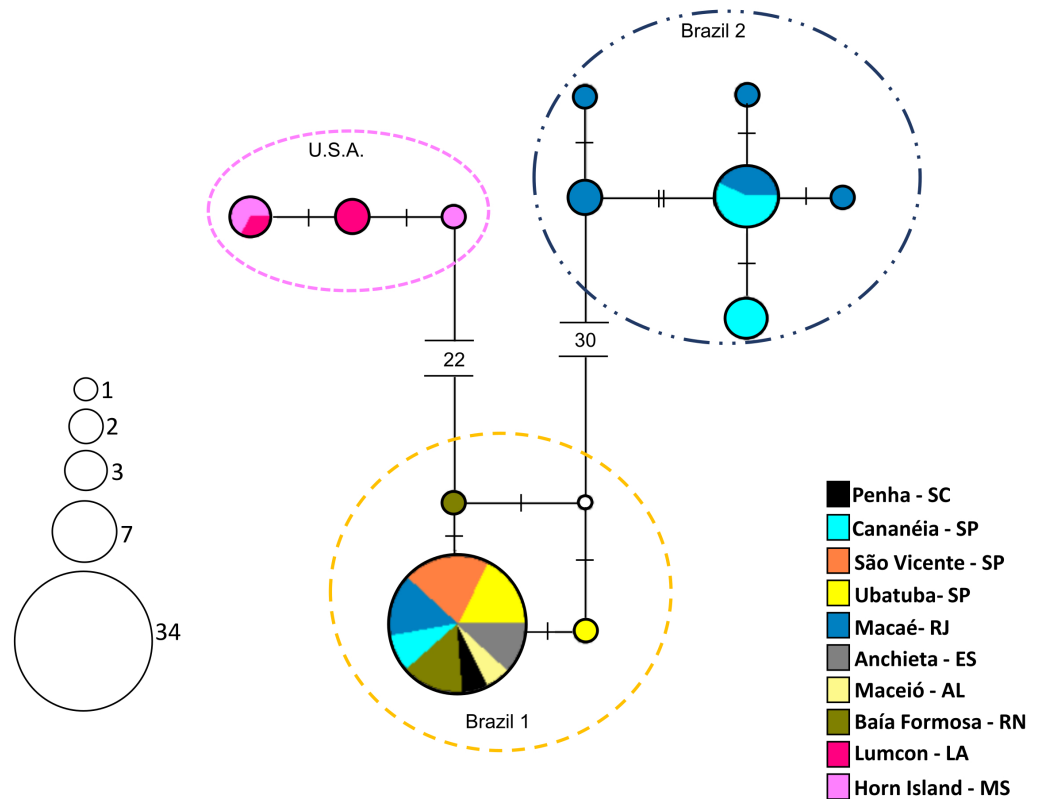 Brazil 2
U.S.A.
30
22
1
2
3
7
34
Brazil 1
Penha - SC
Cananéia - SP
São Vicente - SP
Ubatuba- SP
Macaé- RJ
Anchieta - ES
Maceió - AL
Baía Formosa - RN
Lumcon - LA
Horn Island - MS